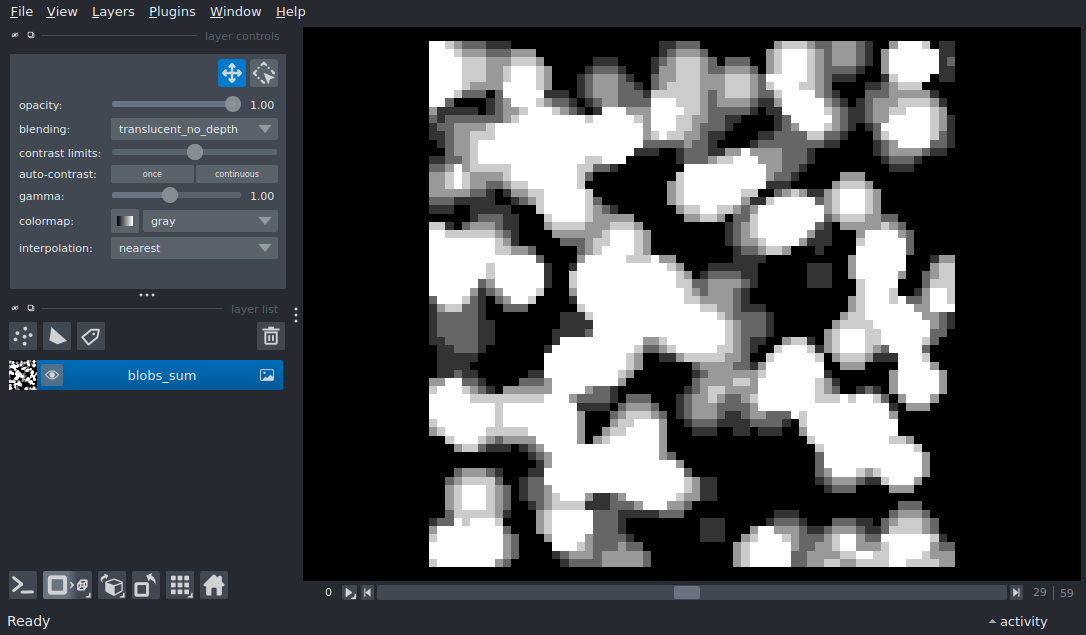 File View Layers Plugins Window Help
layer controls
opacity: 1.00
blending: translucent_no_depth
contrast limits:
auto-contrast: once continuous
gamma: 1.00
colormap: gray
interpolation: nearest
layer list
blobs_sum
0 29 59
Ready activity